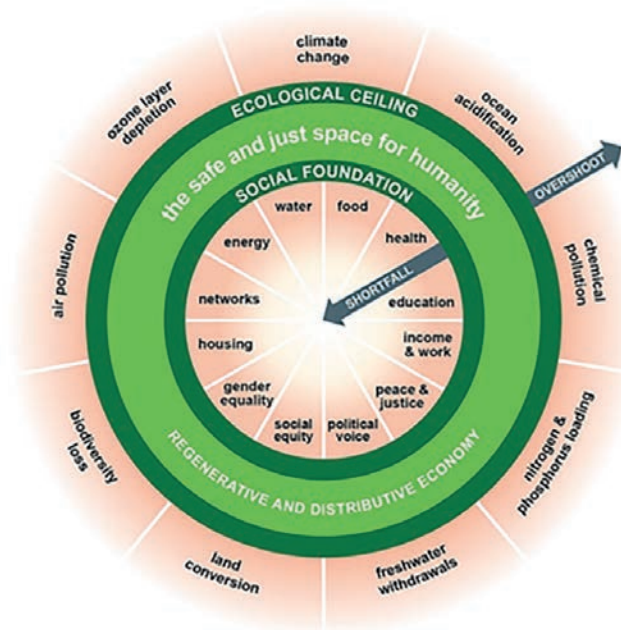 climate
change
ozone layer
depletion
ocean
acidification
ECOLOGICAL CEILING
the safe and just space for humanity
OVERSHOOT
SOCIAL FOUNDATION
water
food
energy
health
air pollution
chemical
pollution
SHORTFALL
networks
education
housing
income
& work
gender
equality
peace &
justice
social
equity
political
voice
biodiversity
loss
nitrogen &
phosphorus loading
REGENERATIVE AND DISTRIBUTIVE ECONOMY
land
conversion
freshwater
withdrawals